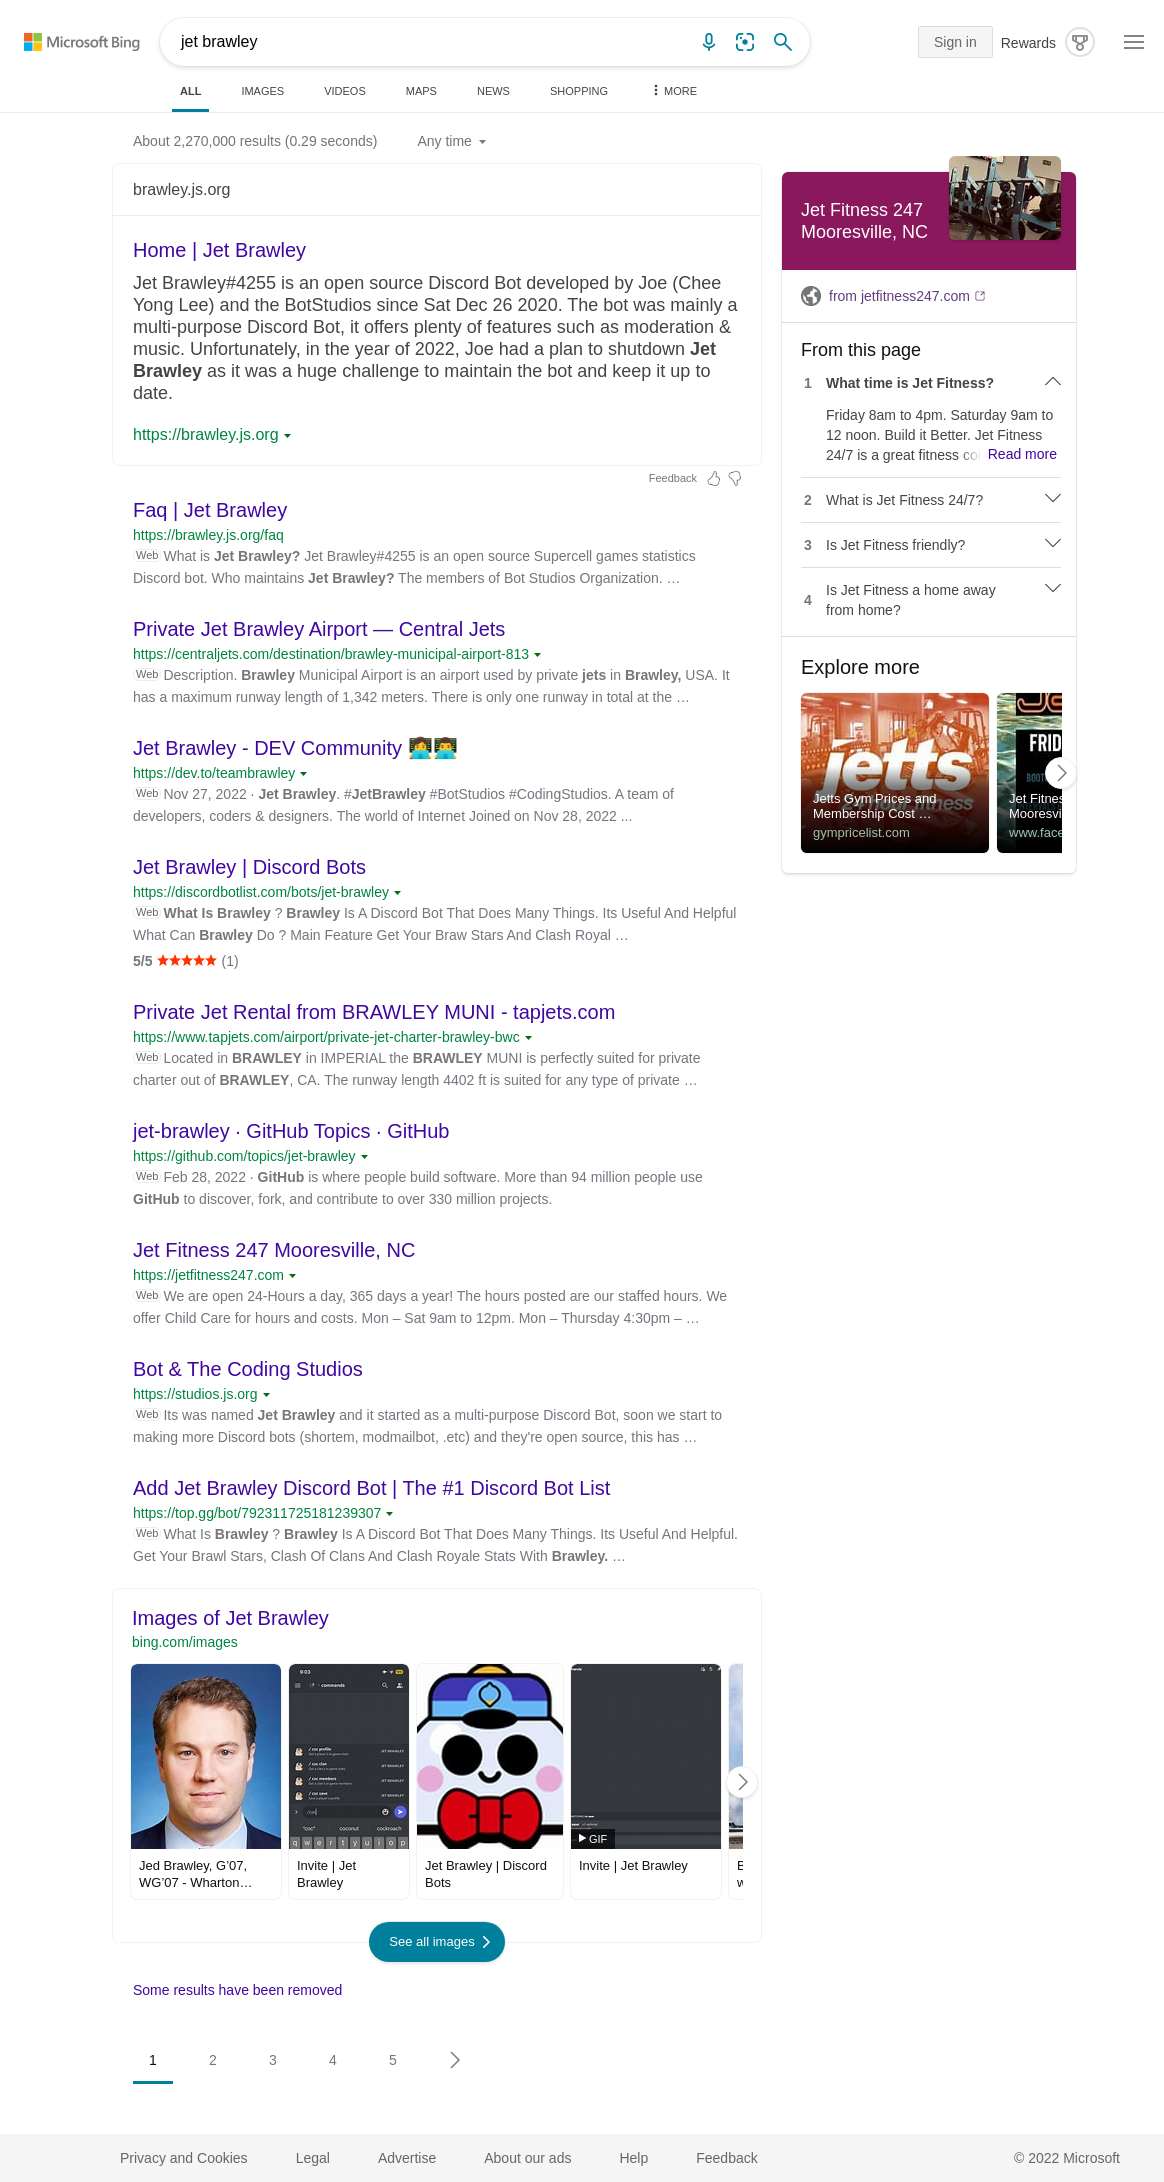 Microsoft Bing
jet brawley
Sign in
Rewards
ALL
IMAGES
VIDEOS
MAPS
NEWS
SHOPPING
MORE
About 2,270,000 results (0.29 seconds)
Any time
brawley.js.org
Home | Jet Brawley
Jet Brawley#4255 is an open source Discord Bot developed by Joe (Chee
Yong Lee) and the BotStudios since Sat Dec 26 2020. The bot was mainly a
multi-purpose Discord Bot, it offers plenty of features such as moderation &
music. Unfortunately, in the year of 2022, Joe had a plan to shutdown Jet
Brawley as it was a huge challenge to maintain the bot and keep it up to
date.
https://brawley.js.org
Feedback
Faq | Jet Brawley
https://brawley.js.org/faq
Web What is Jet Brawley? Jet Brawley#4255 is an open source Supercell games statistics
Discord bot. Who maintains Jet Brawley? The members of Bot Studios Organization. …
Private Jet Brawley Airport — Central Jets
https://centraljets.com/destination/brawley-municipal-airport-813
Web Description. Brawley Municipal Airport is an airport used by private jets in Brawley, USA. It
has a maximum runway length of 1,342 meters. There is only one runway in total at the …
Jet Brawley - DEV Community 👩‍💻👨‍💻
https://dev.to/teambrawley
Web Nov 27, 2022 · Jet Brawley. #JetBrawley #BotStudios #CodingStudios. A team of
developers, coders & designers. The world of Internet Joined on Nov 28, 2022 ...
Jet Brawley | Discord Bots
https://discordbotlist.com/bots/jet-brawley
Web What Is Brawley ? Brawley Is A Discord Bot That Does Many Things. Its Useful And Helpful
What Can Brawley Do ? Main Feature Get Your Braw Stars And Clash Royal …
5/5 ★★★★★ (1)
Private Jet Rental from BRAWLEY MUNI - tapjets.com
https://www.tapjets.com/airport/private-jet-charter-brawley-bwc
Web Located in BRAWLEY in IMPERIAL the BRAWLEY MUNI is perfectly suited for private
charter out of BRAWLEY, CA. The runway length 4402 ft is suited for any type of private …
jet-brawley · GitHub Topics · GitHub
https://github.com/topics/jet-brawley
Web Feb 28, 2022 · GitHub is where people build software. More than 94 million people use
GitHub to discover, fork, and contribute to over 330 million projects.
Jet Fitness 247 Mooresville, NC
https://jetfitness247.com
Web We are open 24-Hours a day, 365 days a year! The hours posted are our staffed hours. We
offer Child Care for hours and costs. Mon – Sat 9am to 12pm. Mon – Thursday 4:30pm – …
Bot & The Coding Studios
https://studios.js.org
Web Its was named Jet Brawley and it started as a multi-purpose Discord Bot, soon we start to
making more Discord bots (shortem, modmailbot, .etc) and they're open source, this has …
Add Jet Brawley Discord Bot | The #1 Discord Bot List
https://top.gg/bot/792311725181239307
Web What Is Brawley ? Brawley Is A Discord Bot That Does Many Things. Its Useful And Helpful.
Get Your Brawl Stars, Clash Of Clans And Clash Royale Stats With Brawley. …
Images of Jet Brawley
bing.com/images
9:03
commands
/ coc profile
JET BRAWLEY
/ coc clan
JET BRAWLEY
/ coc members
JET BRAWLEY
/ coc save
JET BRAWLEY
/coc
"coc"
coconut
cockroach
q w e r t y u i o p
GIF
Jed Brawley, G'07,
WG'07 - Wharton…
Invite | Jet
Brawley
Jet Brawley | Discord
Bots
Invite | Jet Brawley
See all images
Some results have been removed
1
2
3
4
5
Jet Fitness 247
Mooresville, NC
from jetfitness247.com
From this page
1 What time is Jet Fitness?
Friday 8am to 4pm. Saturday 9am to
12 noon. Build it Better. Jet Fitness
24/7 is a great fitness co Read more
2 What is Jet Fitness 24/7?
3 Is Jet Fitness friendly?
4 Is Jet Fitness a home away
from home?
Explore more
jetts
24 hour fitness
Jetts Gym Prices and
Membership Cost …
gympricelist.com
FRID
BOOT
Jet Fitnes
Mooresvi
www.face
Privacy and Cookies
Legal
Advertise
About our ads
Help
Feedback
© 2022 Microsoft